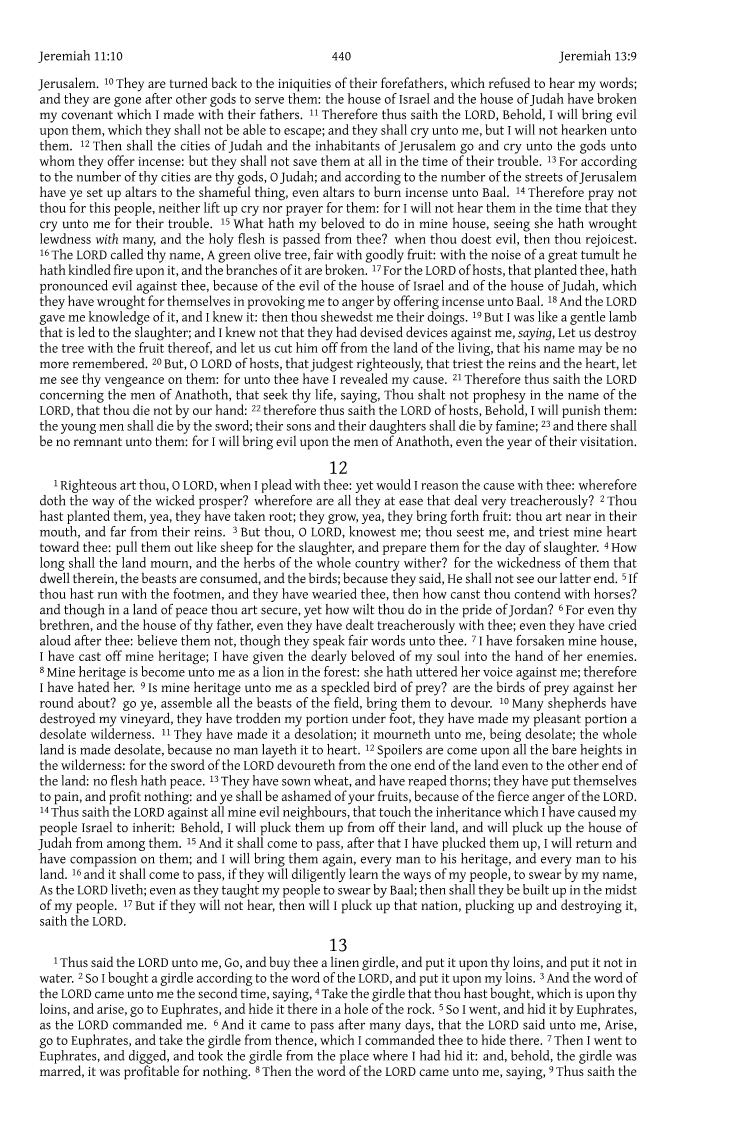 Jeremiah 11:10 440 Jeremiah 13:9
Jerusalem. 10 They are turned back to the iniquities of their forefathers, which refused to hear my words;
and they are gone after other gods to serve them: the house of Israel and the house of Judah have broken
my covenant which I made with their fathers. 11 Therefore thus saith the LORD, Behold, I will bring evil
upon them, which they shall not be able to escape; and they shall cry unto me, but I will not hearken unto
them. 12 Then shall the cities of Judah and the inhabitants of Jerusalem go and cry unto the gods unto
whom they offer incense: but they shall not save them at all in the time of their trouble. 13 For according
to the number of thy cities are thy gods, O Judah; and according to the number of the streets of Jerusalem
have ye set up altars to the shameful thing, even altars to burn incense unto Baal. 14 Therefore pray not
thou for this people, neither lift up cry nor prayer for them: for I will not hear them in the time that they
cry unto me for their trouble. 15 What hath my beloved to do in mine house, seeing she hath wrought
lewdness with many, and the holy flesh is passed from thee? when thou doest evil, then thou rejoicest.
16 The LORD called thy name, A green olive tree, fair with goodly fruit: with the noise of a great tumult he
hath kindled fire upon it, and the branches of it are broken. 17 For the LORD of hosts, that planted thee, hath
pronounced evil against thee, because of the evil of the house of Israel and of the house of Judah, which
they have wrought for themselves in provoking me to anger by offering incense unto Baal. 18 And the LORD
gave me knowledge of it, and I knew it: then thou shewedst me their doings. 19 But I was like a gentle lamb
that is led to the slaughter; and I knew not that they had devised devices against me, saying, Let us destroy
the tree with the fruit thereof, and let us cut him off from the land of the living, that his name may be no
more remembered. 20 But, O LORD of hosts, that judgest righteously, that triest the reins and the heart, let
me see thy vengeance on them: for unto thee have I revealed my cause. 21 Therefore thus saith the LORD
concerning the men of Anathoth, that seek thy life, saying, Thou shalt not prophesy in the name of the
LORD, that thou die not by our hand: 22 therefore thus saith the LORD of hosts, Behold, I will punish them:
the young men shall die by the sword; their sons and their daughters shall die by famine; 23 and there shall
be no remnant unto them: for I will bring evil upon the men of Anathoth, even the year of their visitation.
12
1 Righteous art thou, O LORD, when I plead with thee: yet would I reason the cause with thee: wherefore
doth the way of the wicked prosper? wherefore are all they at ease that deal very treacherously? 2 Thou
hast planted them, yea, they have taken root; they grow, yea, they bring forth fruit: thou art near in their
mouth, and far from their reins. 3 But thou, O LORD, knowest me; thou seest me, and triest mine heart
toward thee: pull them out like sheep for the slaughter, and prepare them for the day of slaughter. 4 How
long shall the land mourn, and the herbs of the whole country wither? for the wickedness of them that
dwell therein, the beasts are consumed, and the birds; because they said, He shall not see our latter end. 5 If
thou hast run with the footmen, and they have wearied thee, then how canst thou contend with horses?
and though in a land of peace thou art secure, yet how wilt thou do in the pride of Jordan? 6 For even thy
brethren, and the house of thy father, even they have dealt treacherously with thee; even they have cried
aloud after thee: believe them not, though they speak fair words unto thee. 7 I have forsaken mine house,
I have cast off mine heritage; I have given the dearly beloved of my soul into the hand of her enemies.
8 Mine heritage is become unto me as a lion in the forest: she hath uttered her voice against me; therefore
I have hated her. 9 Is mine heritage unto me as a speckled bird of prey? are the birds of prey against her
round about? go ye, assemble all the beasts of the field, bring them to devour. 10 Many shepherds have
destroyed my vineyard, they have trodden my portion under foot, they have made my pleasant portion a
desolate wilderness. 11 They have made it a desolation; it mourneth unto me, being desolate; the whole
land is made desolate, because no man layeth it to heart. 12 Spoilers are come upon all the bare heights in
the wilderness: for the sword of the LORD devoureth from the one end of the land even to the other end of
the land: no flesh hath peace. 13 They have sown wheat, and have reaped thorns; they have put themselves
to pain, and profit nothing: and ye shall be ashamed of your fruits, because of the fierce anger of the LORD.
14 Thus saith the LORD against all mine evil neighbours, that touch the inheritance which I have caused my
people Israel to inherit: Behold, I will pluck them up from off their land, and will pluck up the house of
Judah from among them. 15 And it shall come to pass, after that I have plucked them up, I will return and
have compassion on them; and I will bring them again, every man to his heritage, and every man to his
land. 16 and it shall come to pass, if they will diligently learn the ways of my people, to swear by my name,
As the LORD liveth; even as they taught my people to swear by Baal; then shall they be built up in the midst
of my people. 17 But if they will not hear, then will I pluck up that nation, plucking up and destroying it,
saith the LORD.
13
1 Thus said the LORD unto me, Go, and buy thee a linen girdle, and put it upon thy loins, and put it not in
water. 2 So I bought a girdle according to the word of the LORD, and put it upon my loins. 3 And the word of
the LORD came unto me the second time, saying, 4 Take the girdle that thou hast bought, which is upon thy
loins, and arise, go to Euphrates, and hide it there in a hole of the rock. 5 So I went, and hid it by Euphrates,
as the LORD commanded me. 6 And it came to pass after many days, that the LORD said unto me, Arise,
go to Euphrates, and take the girdle from thence, which I commanded thee to hide there. 7 Then I went to
Euphrates, and digged, and took the girdle from the place where I had hid it: and, behold, the girdle was
marred, it was profitable for nothing. 8 Then the word of the LORD came unto me, saying, 9 Thus saith the